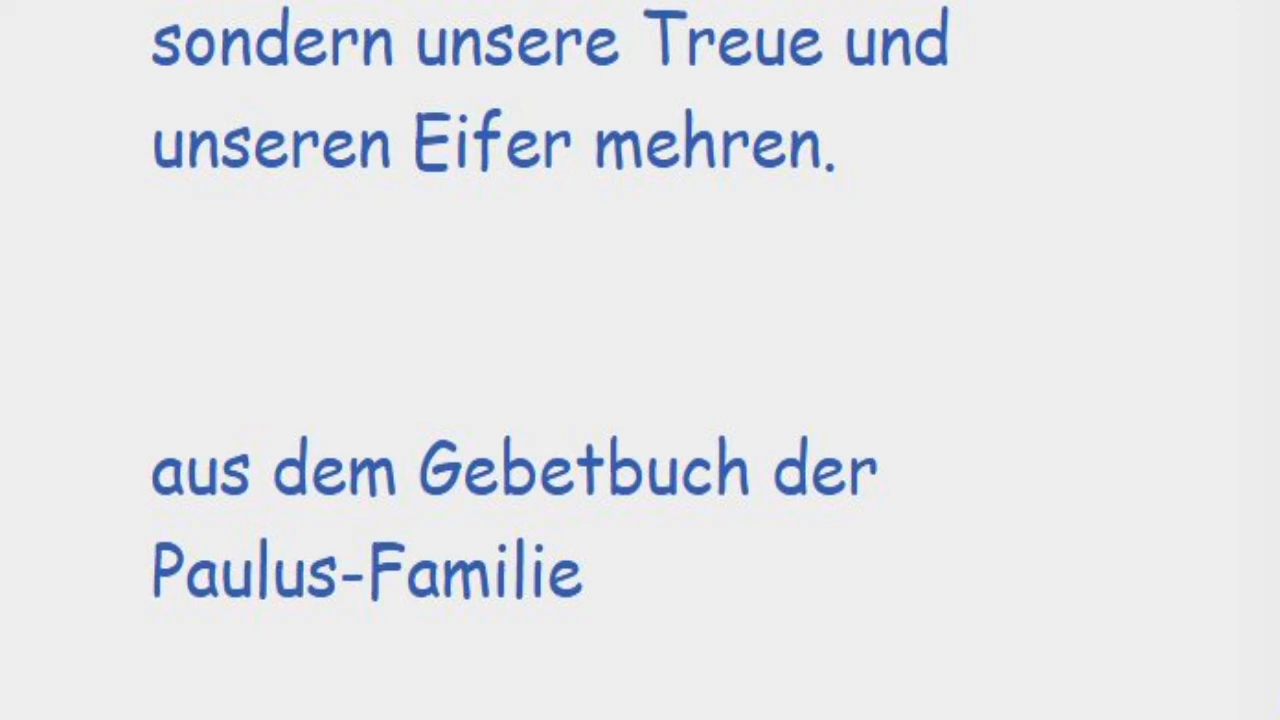 sondern unsere Treue und
unseren Eifer mehren.
aus dem Gebetbuch der
Paulus-Familie